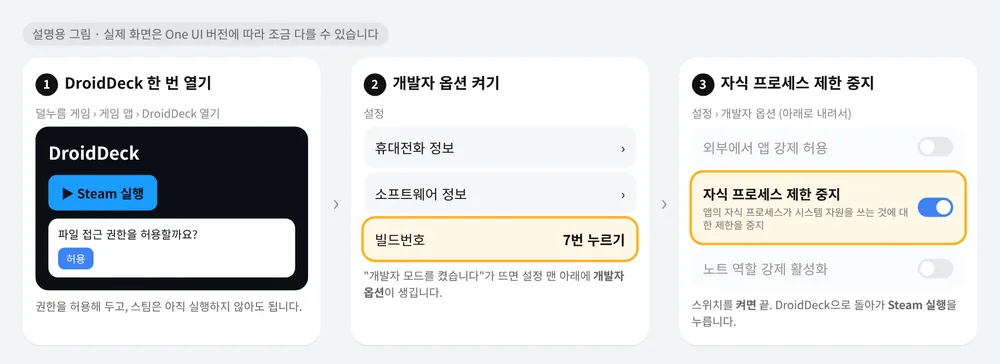 설명용 그림 · 실제 화면은 One UI 버전에 따라 조금 다를 수 있습니다
1 DroidDeck 한 번 열기
덜누름 게임 › 게임 앱 › DroidDeck 열기
DroidDeck
▶ Steam 실행
파일 접근 권한을 허용할까요?
허용
권한을 허용해 두고, 스팀은 아직 실행하지 않아도 됩니다.
›
2 개발자 옵션 켜기
설정
휴대전화 정보 ›
소프트웨어 정보 ›
빌드번호 7번 누르기
"개발자 모드를 켰습니다"가 뜨면 설정 맨 아래에 개발자
옵션이 생깁니다.
›
3 자식 프로세스 제한 중지
설정 › 개발자 옵션 (아래로 내려서)
외부에서 앱 강제 허용
자식 프로세스 제한 중지
앱의 자식 프로세스가 시스템 자원을 쓰는 것에 대
한 제한을 중지
노트 역할 강제 활성화
스위치를 켜면 끝. DroidDeck으로 돌아가 Steam 실행을
누릅니다.